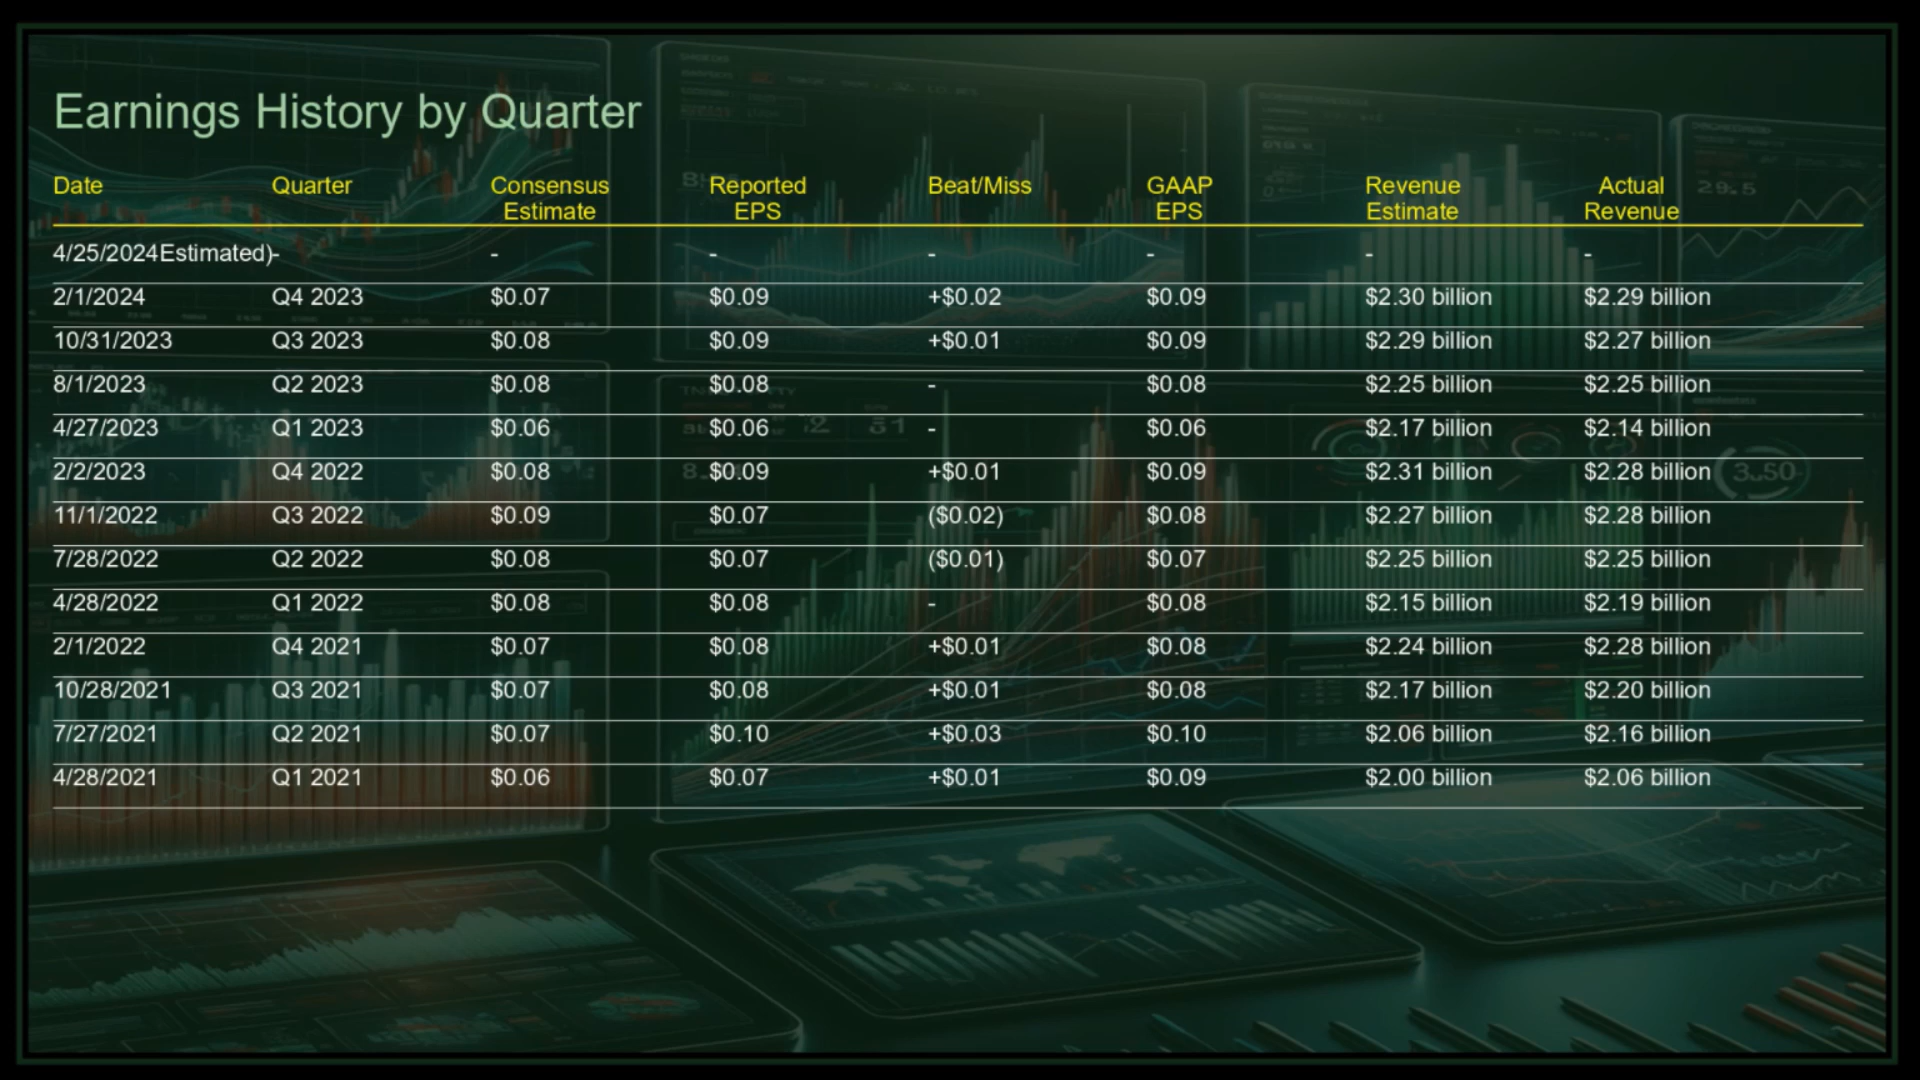 Earnings History by Quarter
Date Quarter Consensus Estimate Reported EPS Beat/Miss GAAP EPS Revenue Estimate Actual Revenue
4/25/2024Estimated)- - - - - - -
2/1/2024 Q4 2023 $0.07 $0.09 +$0.02 $0.09 $2.30 billion $2.29 billion
10/31/2023 Q3 2023 $0.08 $0.09 +$0.01 $0.09 $2.29 billion $2.27 billion
8/1/2023 Q2 2023 $0.08 $0.08 - $0.08 $2.25 billion $2.25 billion
4/27/2023 Q1 2023 $0.06 $0.06 - $0.06 $2.17 billion $2.14 billion
2/2/2023 Q4 2022 $0.08 $0.09 +$0.01 $0.09 $2.31 billion $2.28 billion
11/1/2022 Q3 2022 $0.09 $0.07 ($0.02) $0.08 $2.27 billion $2.28 billion
7/28/2022 Q2 2022 $0.08 $0.07 ($0.01) $0.07 $2.25 billion $2.25 billion
4/28/2022 Q1 2022 $0.08 $0.08 - $0.08 $2.15 billion $2.19 billion
2/1/2022 Q4 2021 $0.07 $0.08 +$0.01 $0.08 $2.24 billion $2.28 billion
10/28/2021 Q3 2021 $0.07 $0.08 +$0.01 $0.08 $2.17 billion $2.20 billion
7/27/2021 Q2 2021 $0.07 $0.10 +$0.03 $0.10 $2.06 billion $2.16 billion
4/28/2021 Q1 2021 $0.06 $0.07 +$0.01 $0.09 $2.00 billion $2.06 billion